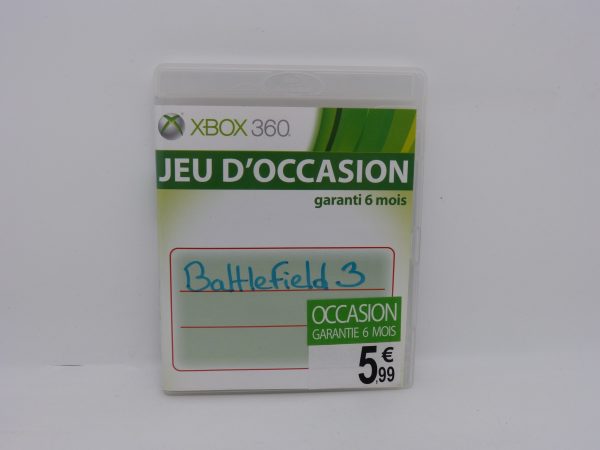 XBOX 360
JEU D'OCCASION
garanti 6 mois
Battlefield 3
OCCASION
GARANTIE 6 MOIS
5,99 €